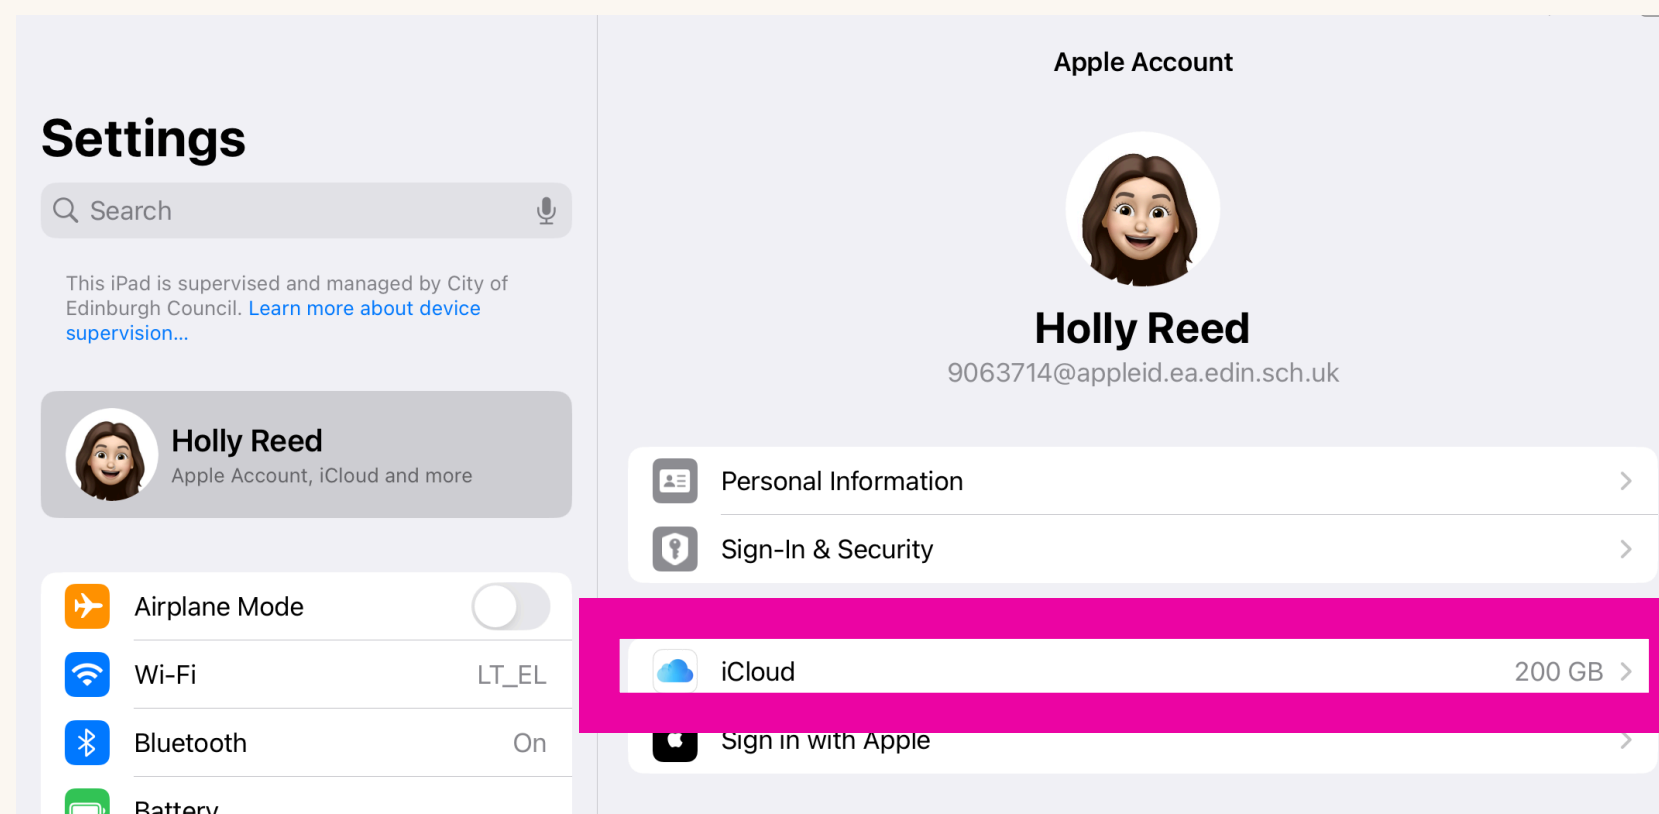 Settings
Search
This iPad is supervised and managed by City of
Edinburgh Council. Learn more about device
supervision...
Holly Reed
Apple Account, iCloud and more
Airplane Mode
Wi-Fi LT_EL
Bluetooth On
Battery
Apple Account
Holly Reed
9063714@appleid.ea.edin.sch.uk
Personal Information
Sign-In & Security
iCloud 200 GB
Sign in with Apple